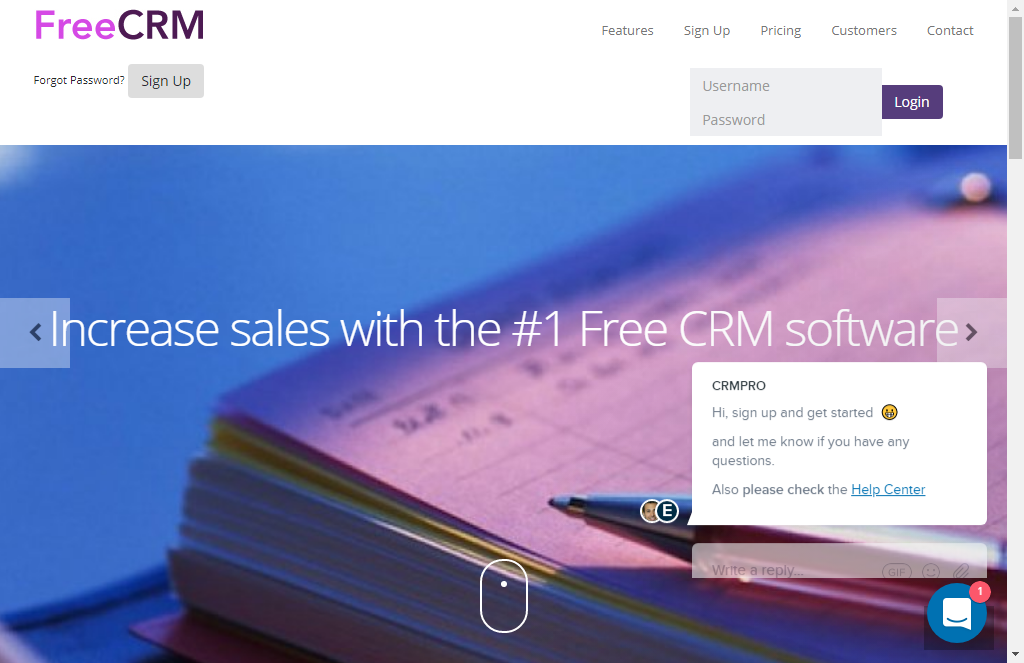 FreeCRM
Features
Sign Up
Pricing
Customers
Contact
Forgot Password?
Sign Up
Username
Password
Login
Increase sales with the #1 Free CRM software
CRMPRO
Hi, sign up and get started
and let me know if you have any
questions.
Also please check the Help Center
E
Write a reply...
GIF
1